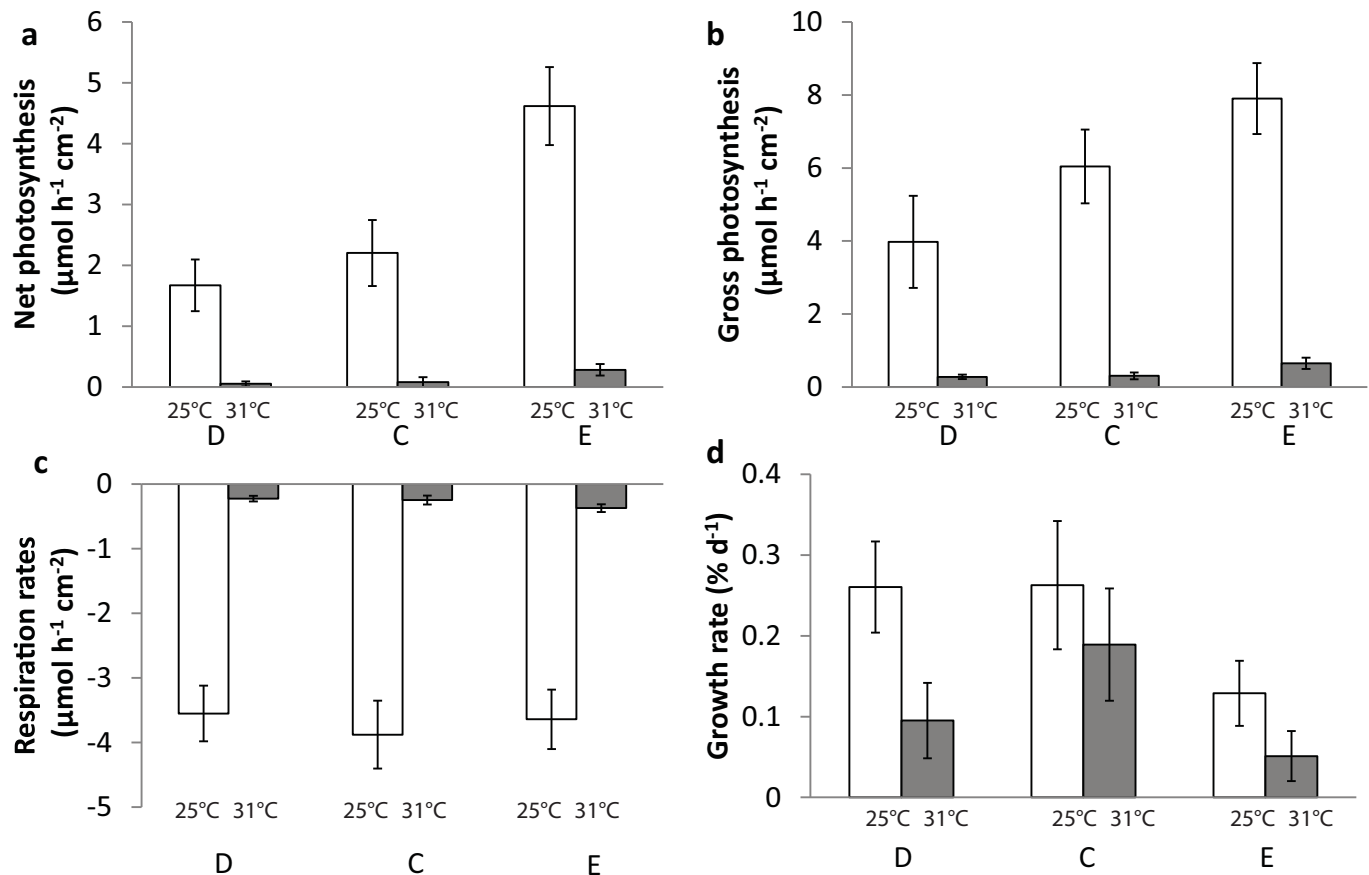 a
Net photosynthesis
(µmol h-1 cm-2)
6
5
4
3
2
1
0
25°C 31°C 25°C 31°C 25°C 31°C
D C E
b
Gross photosynthesis
(µmol h-1 cm-2)
10
8
6
4
2
0
25°C 31°C 25°C 31°C 25°C 31°C
D C E
c
Respiration rates
(µmol h-1 cm-2)
0
-1
-2
-3
-4
-5
25°C 31°C 25°C 31°C 25°C 31°C
D C E
d
Growth rate (% d-1)
0.4
0.3
0.2
0.1
0
25°C 31°C 25°C 31°C 25°C 31°C
D C E